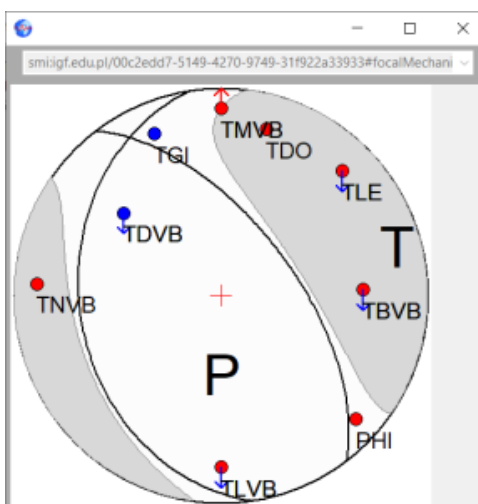 smi:igf.edu.pl/00c2edd7-5149-4270-9749-31f922a33933#focalMechani
TMVB
TDO
TGI
TLE
TDVB
T
TNVB
TBVB
P
PHI
TLVB